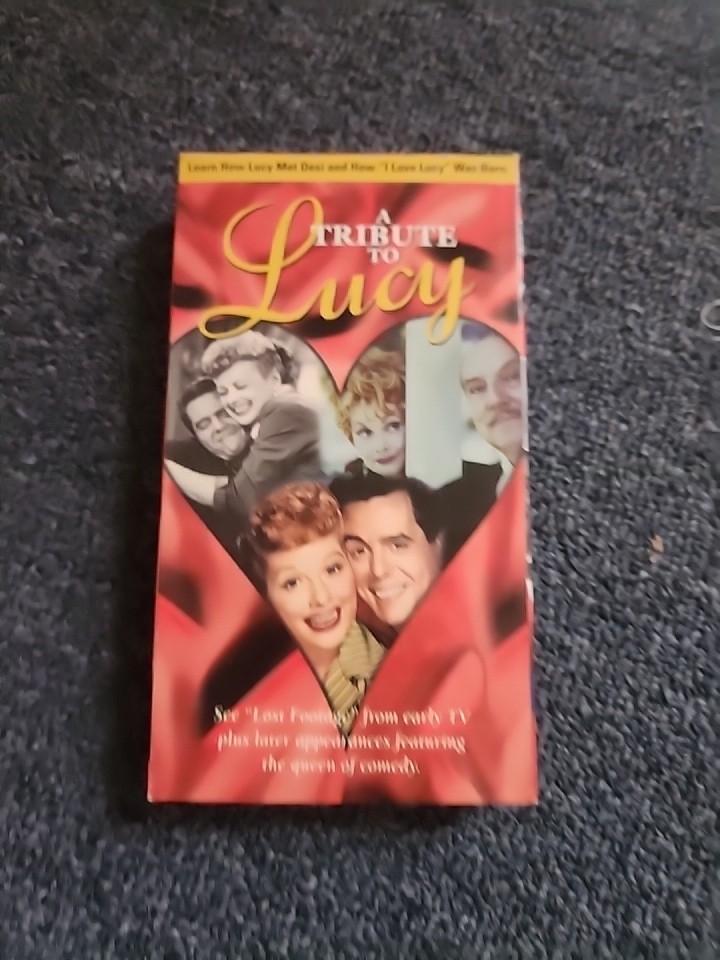 Learn How Lucy Met Desi and How "I Love Lucy" Was Born.
A
TRIBUTE
TO
Lucy
See "Lost Footage" from early TV
plus later appearances featuring
the queen of comedy.